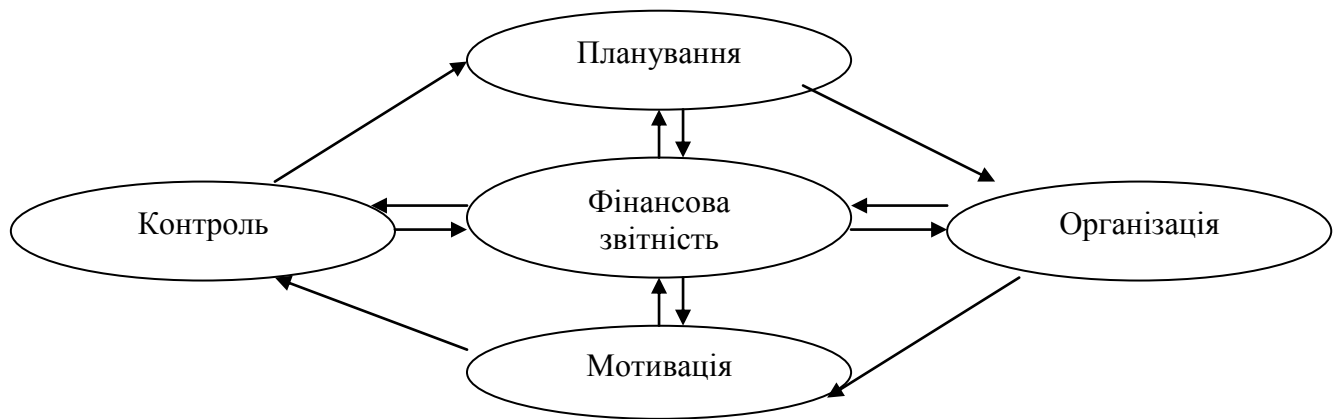 Планування
Контроль
Фінансова
звітність
Організація
Мотивація